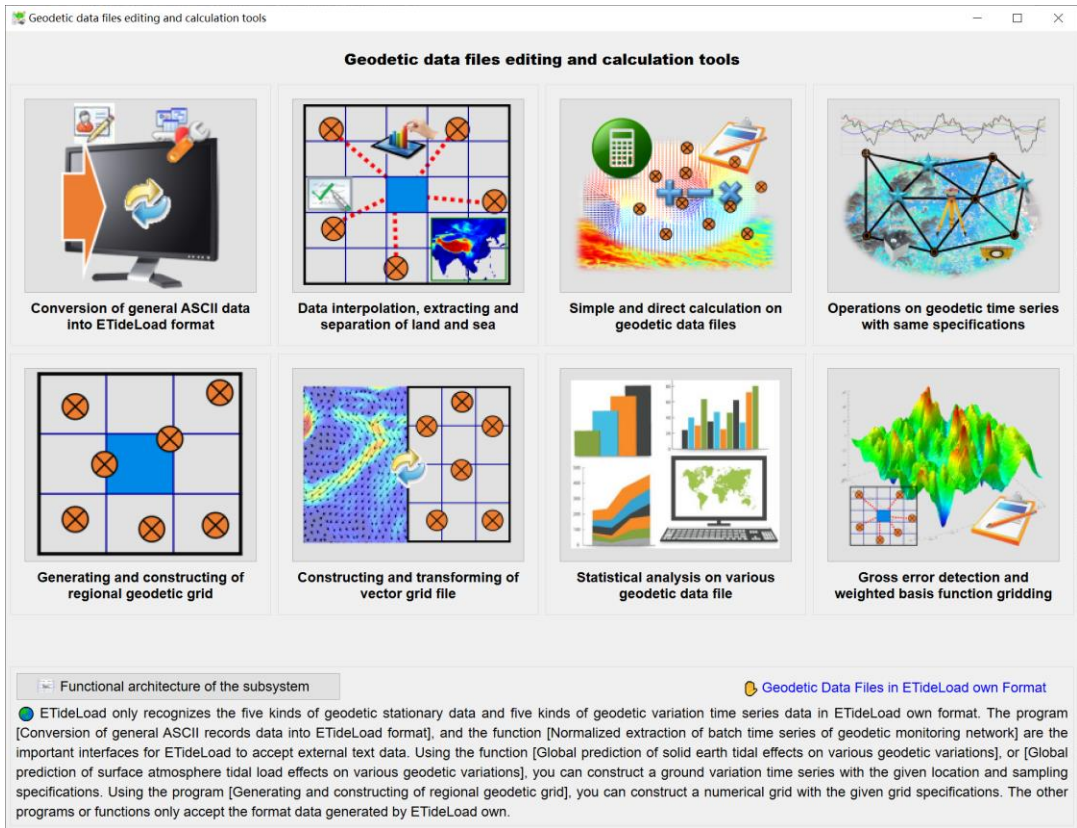 Geodetic data files editing and calculation tools
Geodetic data files editing and calculation tools
Conversion of general ASCII data
into ETideLoad format
Data interpolation, extracting and
separation of land and sea
Simple and direct calculation on
geodetic data files
Operations on geodetic time series
with same specifications
Generating and constructing of
regional geodetic grid
Constructing and transforming of
vector grid file
Statistical analysis on various
geodetic data file
Gross error detection and
weighted basis function gridding
Functional architecture of the subsystem
Geodetic Data Files in ETideLoad own Format
ETideLoad only recognizes the five kinds of geodetic stationary data and five kinds of geodetic variation time series data in ETideLoad own format. The program
[Conversion of general ASCII records data into ETideLoad format], and the function [Normalized extraction of batch time series of geodetic monitoring network] are the
important interfaces for ETideLoad to accept external text data. Using the function [Global prediction of solid earth tidal effects on various geodetic variations], or [Global
prediction of surface atmosphere tidal load effects on various geodetic variations], you can construct a ground variation time series with the given location and sampling
specifications. Using the program [Generating and constructing of regional geodetic grid], you can construct a numerical grid with the given grid specifications. The other
programs or functions only accept the format data generated by ETideLoad own.